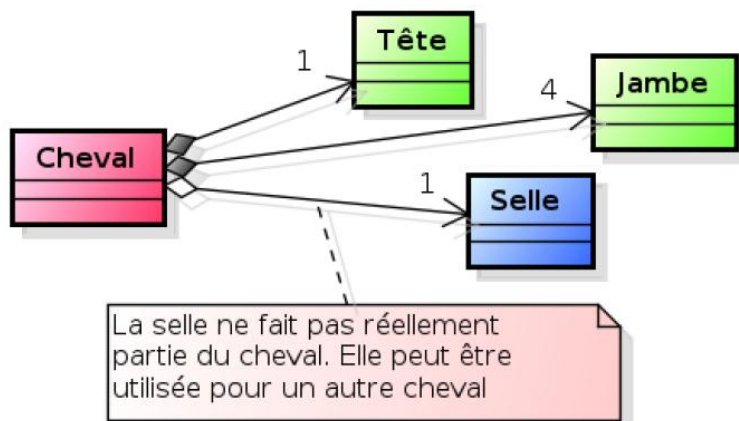 Tête
1
Jambe
4
Cheval
1
Selle
La selle ne fait pas réellement
partie du cheval. Elle peut être
utilisée pour un autre cheval